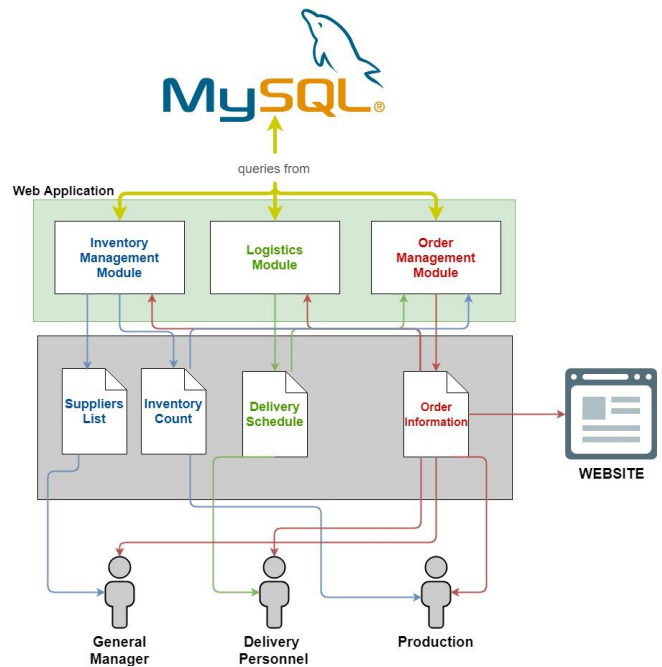 MySQL®
queries from
Web Application
Inventory
Management
Module
Logistics
Module
Order
Management
Module
Suppliers
List
Inventory
Count
Delivery
Schedule
Order
Information
WEBSITE
General
Manager
Delivery
Personnel
Production